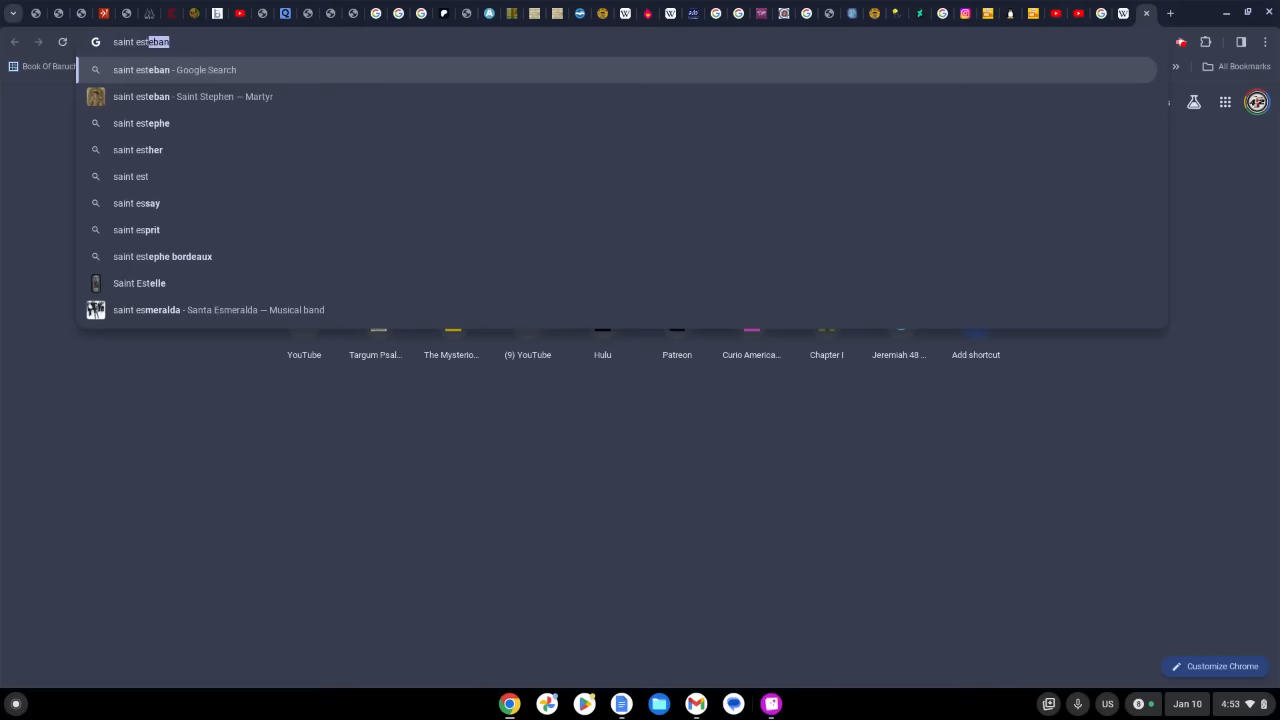 saint esteban
Book Of Baruch
»
All Bookmarks
saint esteban - Google Search
saint esteban - Saint Stephen — Martyr
saint estephe
saint esther
saint est
saint essay
saint esprit
saint estephe bordeaux
Saint Estelle
saint esmeralda - Santa Esmeralda — Musical band
YouTube
Targum Psal...
The Mysterio...
(9) YouTube
Hulu
Patreon
Curio America...
Chapter I
Jeremiah 48 ...
Add shortcut
Customize Chrome
US
8
Jan 10
4:53